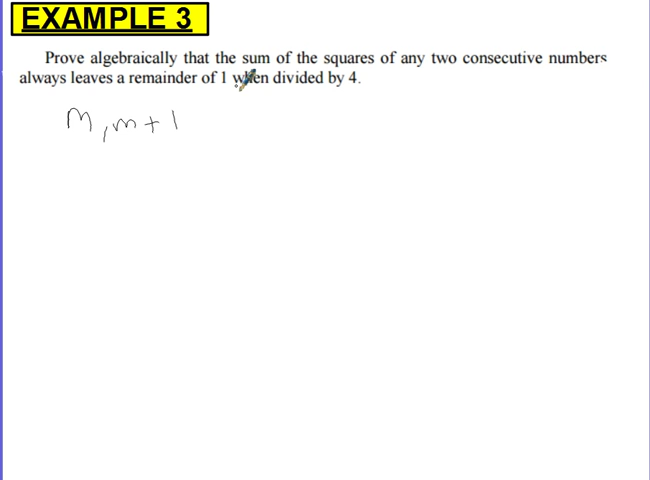 EXAMPLE 3
Prove algebraically that the sum of the squares of any two consecutive numbers
always leaves a remainder of 1 when divided by 4.
m, m + 1